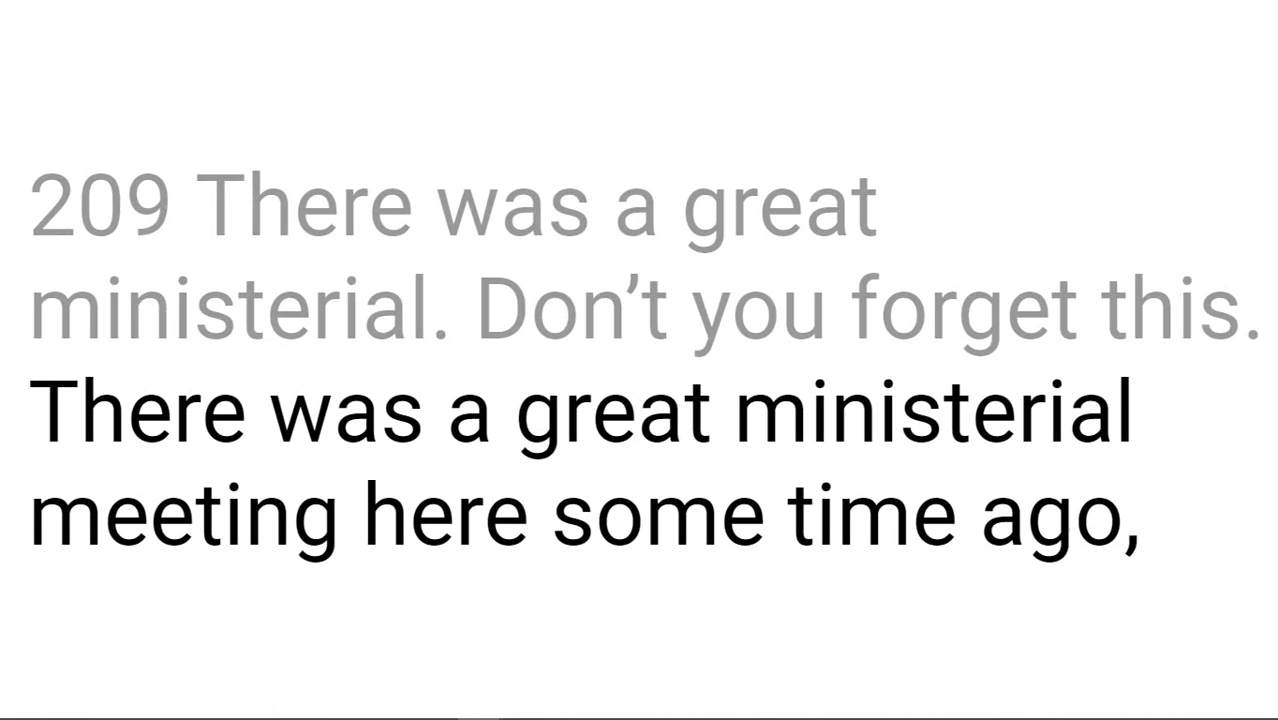 209 There was a great
ministerial. Don’t you forget this.
There was a great ministerial
meeting here some time ago,